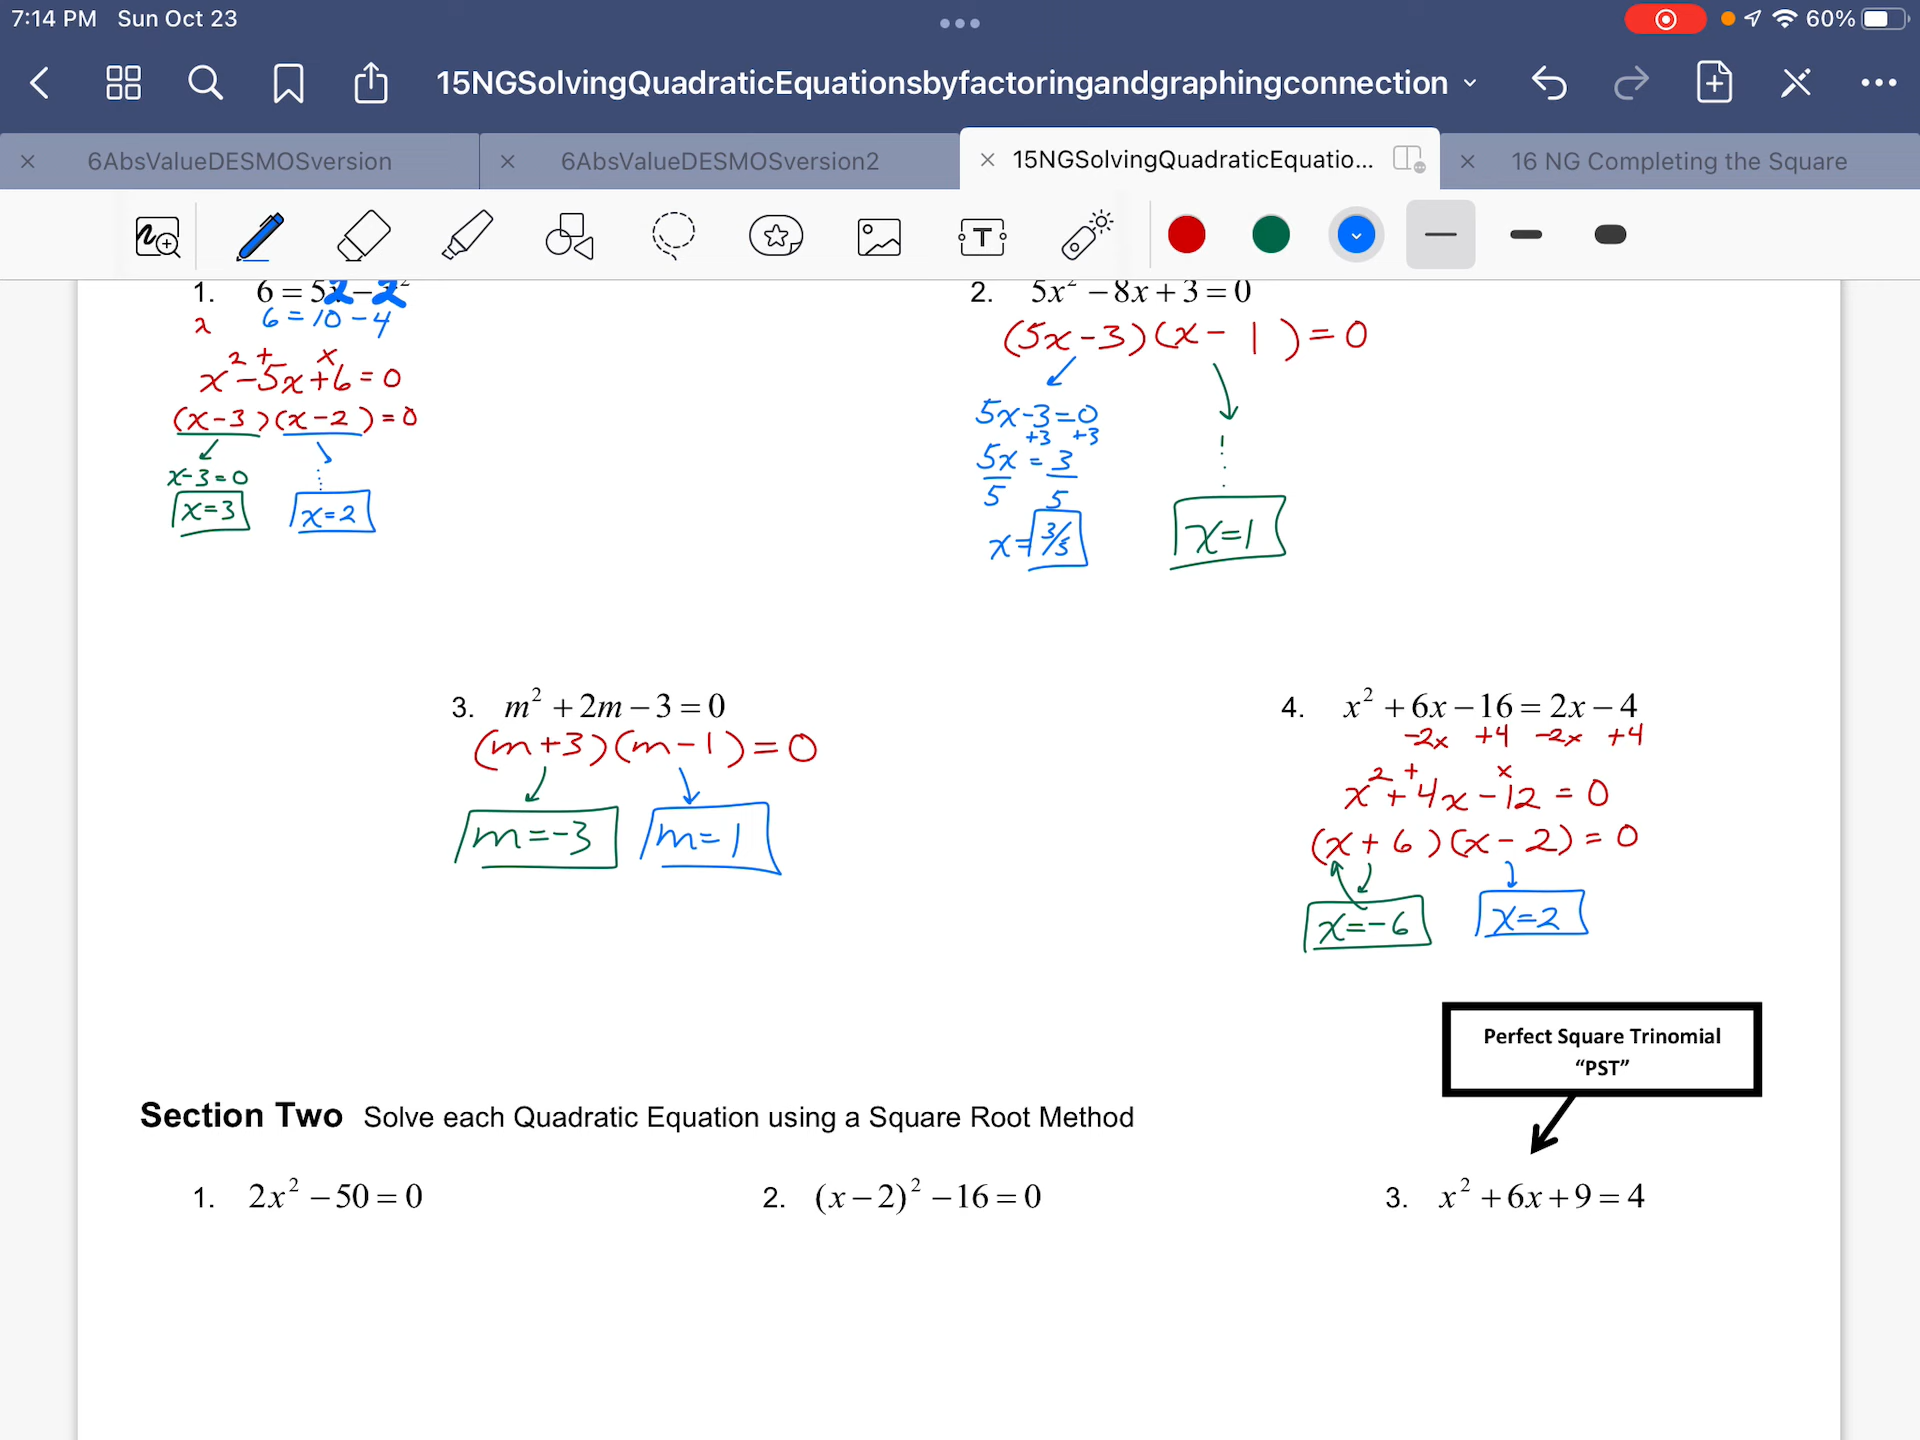 7:14 PM Sun Oct 23
60%
15NGSolvingQuadraticEquationsbyfactoringandgraphingconnection
6AbsValueDESMOSversion
6AbsValueDESMOSversion2
15NGSolvingQuadraticEquatio...
16 NG Completing the Square
T
1. 6 = 5
2 − 2²
6 = 10 - 4
x² - 5x + 6 = 0
+ x
(x-3)(x-2) = 0
x-3=0
x=3
x=2
2. 5x² − 8x + 3 = 0
(5x-3)(x- 1 ) = 0
5x-3=0
+3 +3
5x = 3
5 5
x= 3/5
x=1
3. m² + 2m − 3 = 0
(m+3)(m-1) = 0
m=-3
m=1
4. x² + 6x − 16 = 2x − 4
-2x +4 -2x +4
+ x
x² + 4x - 12 = 0
(x + 6 )(x - 2) = 0
x=-6
x=2
Perfect Square Trinomial
“PST”
Section Two Solve each Quadratic Equation using a Square Root Method
1. 2x² − 50 = 0
2. (x − 2)² − 16 = 0
3. x² + 6x + 9 = 4